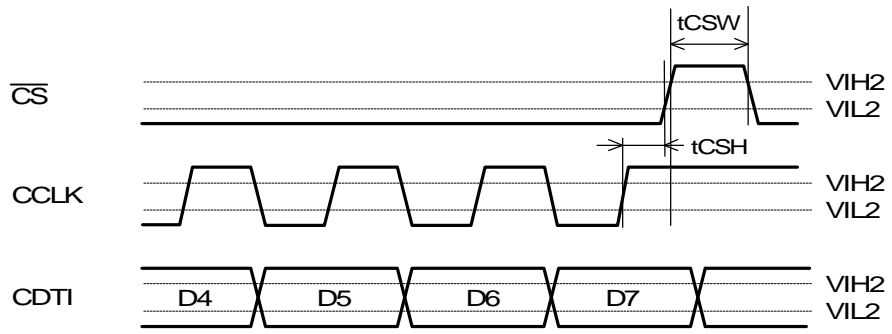 tCSW
CS
VIH2
VIL2
tCSH
CCLK
VIH2
VIL2
CDTI
D4 D5 D6 D7
VIH2
VIL2